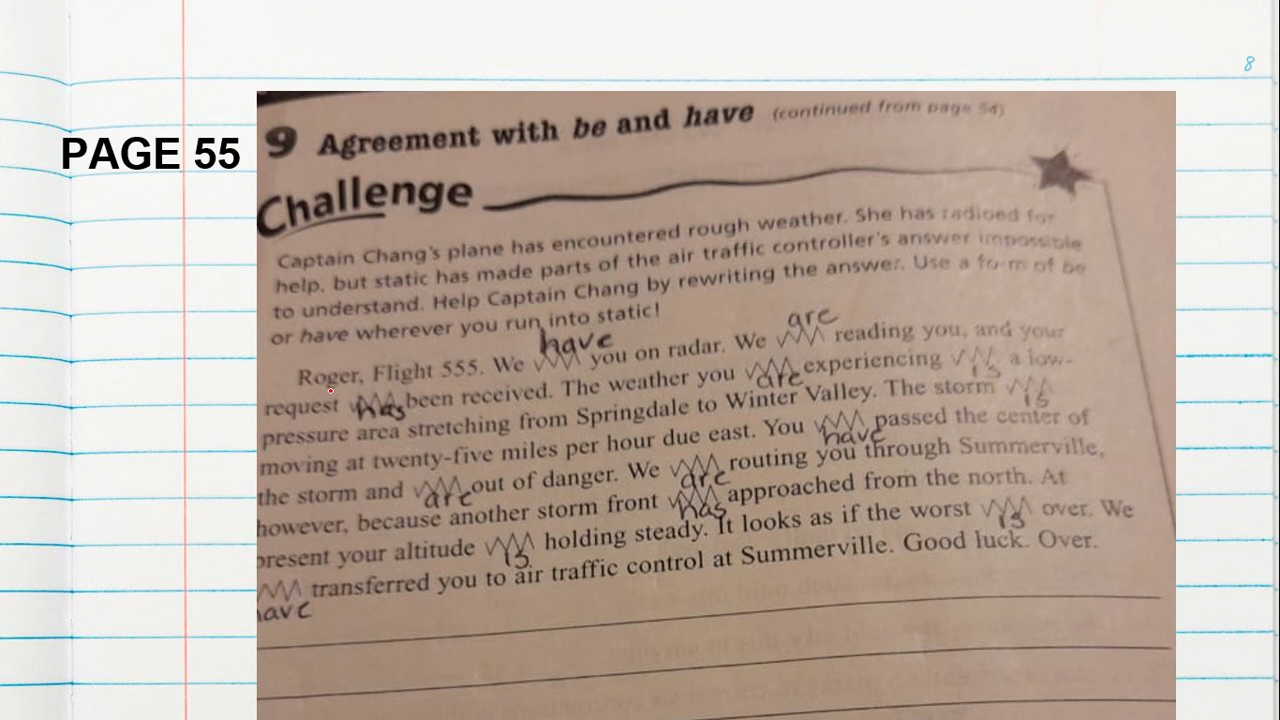 8
PAGE 55
9 Agreement with be and have (continued from page 54)
Challenge
Captain Chang's plane has encountered rough weather. She has radioed for
help, but static has made parts of the air traffic controller's answer impossible
to understand. Help Captain Chang by rewriting the answer. Use a form of be
or have wherever you run into static!
have are
Roger, Flight 555. We you on radar. We reading you, and your
request has been received. The weather you are experiencing is a low-
pressure area stretching from Springdale to Winter Valley. The storm is
moving at twenty-five miles per hour due east. You have passed the center of
the storm and are out of danger. We are routing you through Summerville,
however, because another storm front has approached from the north. At
present your altitude is holding steady. It looks as if the worst is over. We
transferred you to air traffic control at Summerville. Good luck. Over.
have